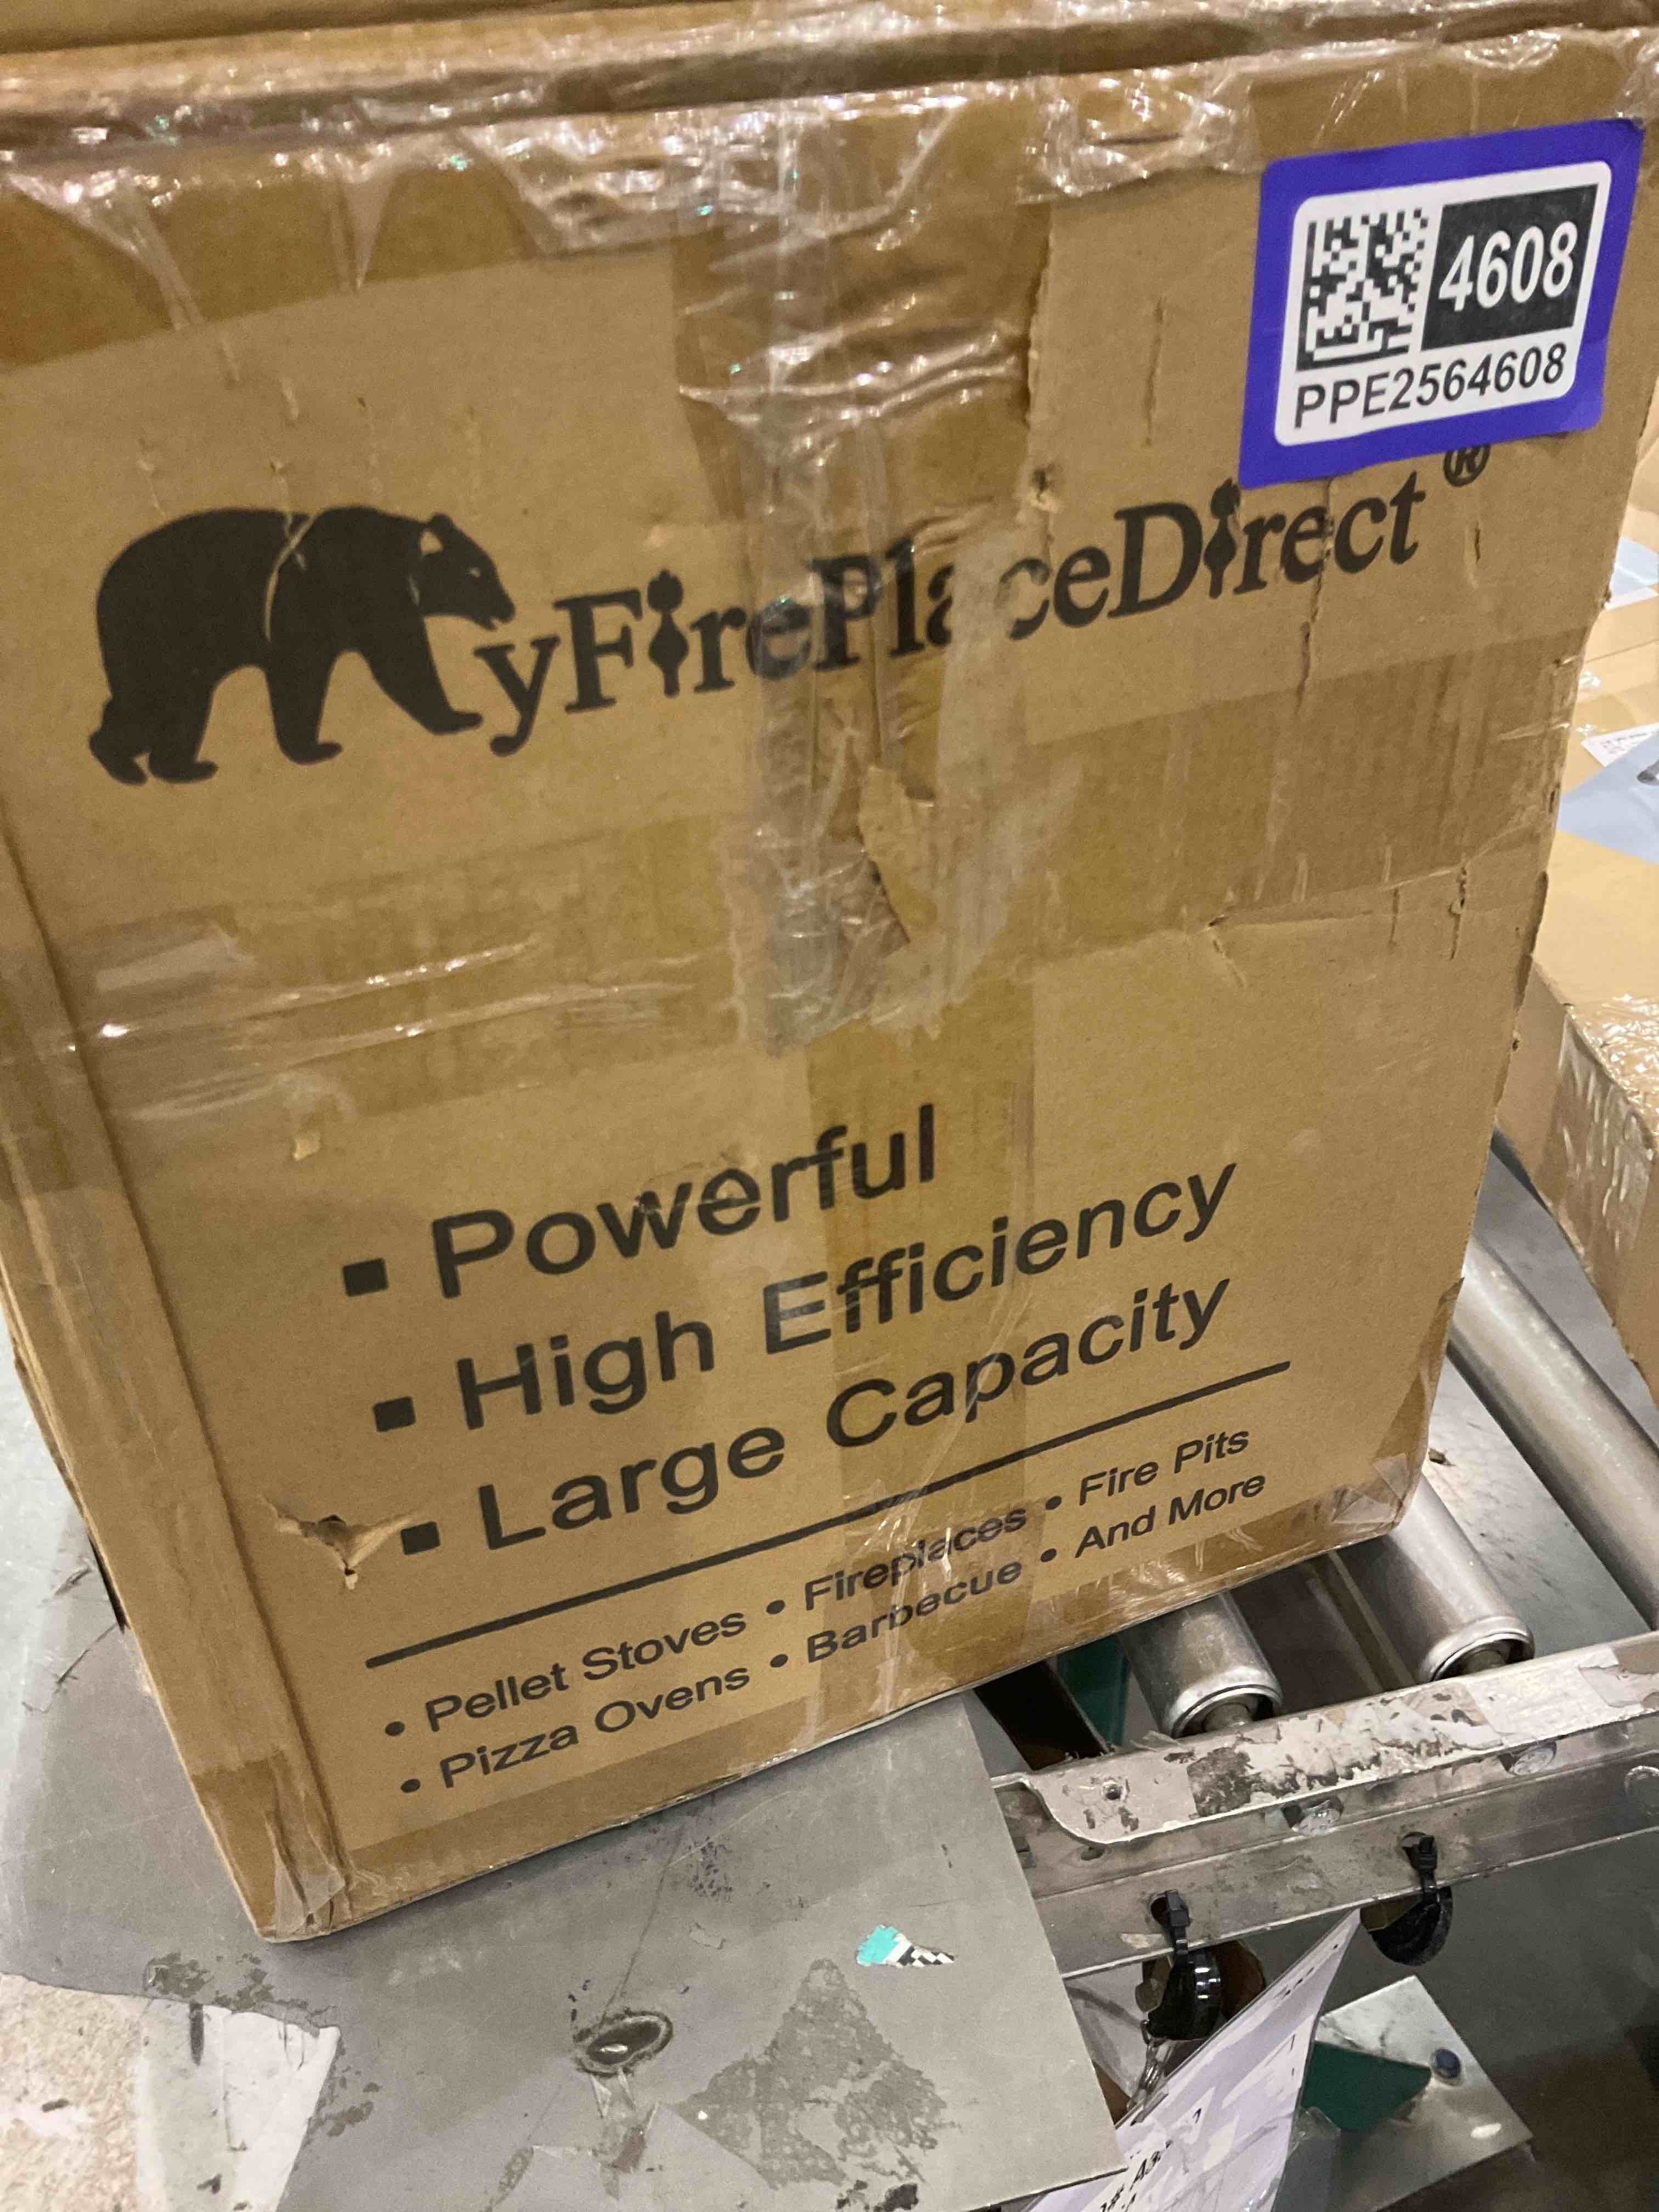 4608
PPE2564608
MyFirePlaceDirect®
▪ Powerful
▪ High Efficiency
▪ Large Capacity
• Pellet Stoves • Fireplaces • Fire Pits
• Pizza Ovens • Barbecue • And More